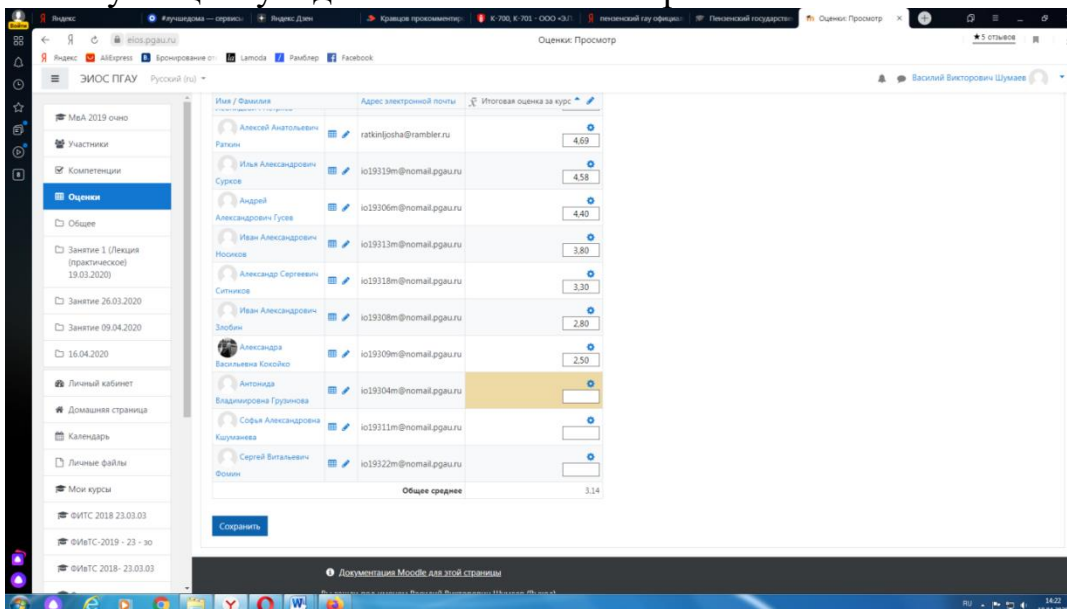 Войти
Яндекс
#лучшедома — сервисы
Яндекс Дзен
Кравцов прокомментир
К-700, К-701 - ООО «З.Г
пензенский гау официал
Пензенский государстве
Оценки: Просмотр
eios.pgau.ru
Оценки: Просмотр
★5 отзывов
Яндекс
AliExpress
Бронирование от
Lamoda
Рамблер
Facebook
ЭИОС ПГАУ
Русский (ru)
Василий Викторович Шумаев
МвА 2019 очно
Участники
Компетенции
Оценки
Общее
Занятие 1 (Лекция
(практическое)
19.03.2020)
Занятие 26.03.2020
Занятие 09.04.2020
16.04.2020
Личный кабинет
Домашняя страница
Календарь
Личные файлы
Мои курсы
ФИТС 2018 23.03.03
ФИвТС-2019 - 23 - зо
ФИвТС 2018- 23.03.03
Имя / Фамилия
Адрес электронной почты
Итоговая оценка за курс
Алексей Анатольевич
Раткин
ratkinljosha@rambler.ru
4,69
Илья Александрович
Сурков
io19319m@nomail.pgau.ru
4,58
Андрей
Александрович Гусев
io19306m@nomail.pgau.ru
4,40
Иван Александрович
Носиков
io19313m@nomail.pgau.ru
3,80
Александр Сергеевич
Ситников
io19318m@nomail.pgau.ru
3,30
Иван Александрович
Злобин
io19308m@nomail.pgau.ru
2,80
Александра
Васильевна Кокойко
io19309m@nomail.pgau.ru
2,50
Антонида
Владимировна Грузинова
io19304m@nomail.pgau.ru
Софья Александровна
Кшуманева
io19311m@nomail.pgau.ru
Сергей Витальевич
Фомин
io19322m@nomail.pgau.ru
Общее среднее
3,14
Сохранить
Документация Moodle для этой страницы
RU
14:22